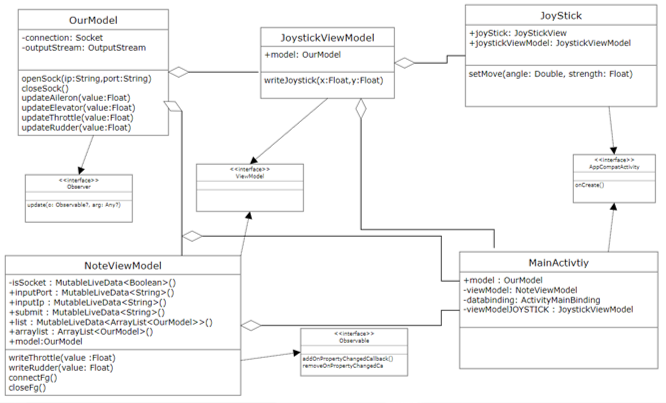 OurModel
-connection: Socket
-outputStream: OutputStream
openSock(ip:String,port:String)
closeSock()
updateAileron(value:Float)
updateElevator(value:Float)
updateThrottle(value:Float)
updateRudder(value:Float)
JoystickViewModel
+model: OurModel
writeJoystick(x:Float,y:Float)
JoyStick
+joyStick: JoyStickView
+joystickViewModel: JoystickViewModel
setMove(angle: Double, strength: Float)
<<interface>>
Observer
update(o: Observable?, arg: Any?)
<<interface>>
ViewModel
<<interface>>
AppCompatActivity
onCreate()
NoteViewModel
-isSocket : MutableLiveData<Boolean>()
+inputPort : MutableLiveData<String>()
+inputIp : MutableLiveData<String>()
+submit : MutableLiveData<String>()
+list : MutableLiveData<ArrayList<OurModel>>()
+arraylist : ArrayList<OurModel>()
+model:OurModel
writeThrottle(value :Float)
writeRudder(value: Float)
connectFg()
closeFg()
<<interface>>
Observable
addOnPropertyChangedCallback()
removeOnPropertyChangedCa
MainActivtiy
+model : OurModel
-viewModel: NoteViewModel
-databinding: ActivityMainBinding
-viewModelJOYSTICK : JoystickViewModel